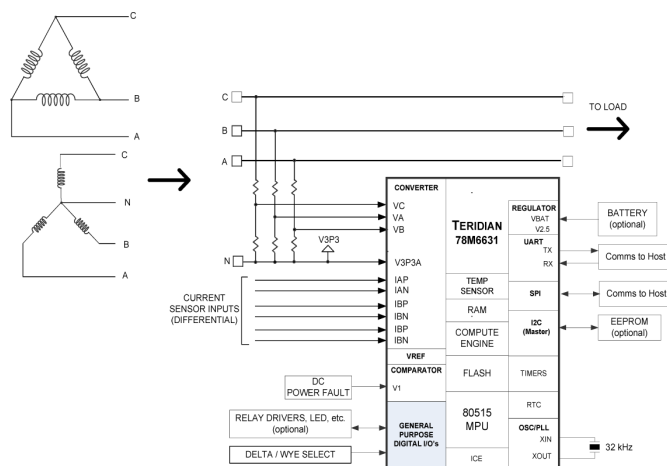 C
B
A
C
N
B
A
C
B
A
N
TO LOAD
V3P3
CONVERTER
VC
VA
VB
V3P3A
IAP
IAN
IBP
IBN
IBP
IBN
CURRENT
SENSOR INPUTS
(DIFFERENTIAL)
VREF
COMPARATOR
V1
DC
POWER FAULT
RELAY DRIVERS, LED, etc.
(optional)
DELTA / WYE SELECT
GENERAL
PURPOSE
DIGITAL I/O's
TERIDIAN
78M6631
TEMP
SENSOR
RAM
COMPUTE
ENGINE
FLASH
80515
MPU
ICE
REGULATOR
VBAT
V2.5
UART
TX
RX
SPI
I2C
(Master)
TIMERS
RTC
OSC/PLL
XIN
XOUT
BATTERY
(optional)
Comms to Host
Comms to Host
EEPROM
(optional)
32 kHz